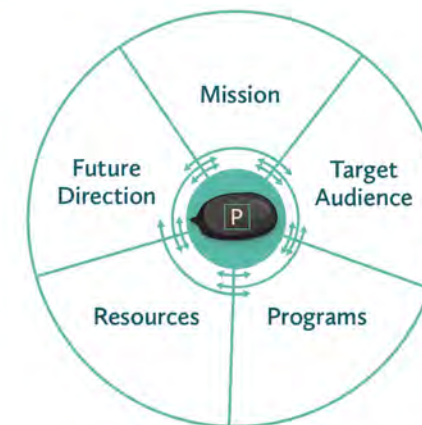 Mission
Future
Direction
Target
Audience
P
Resources
Programs